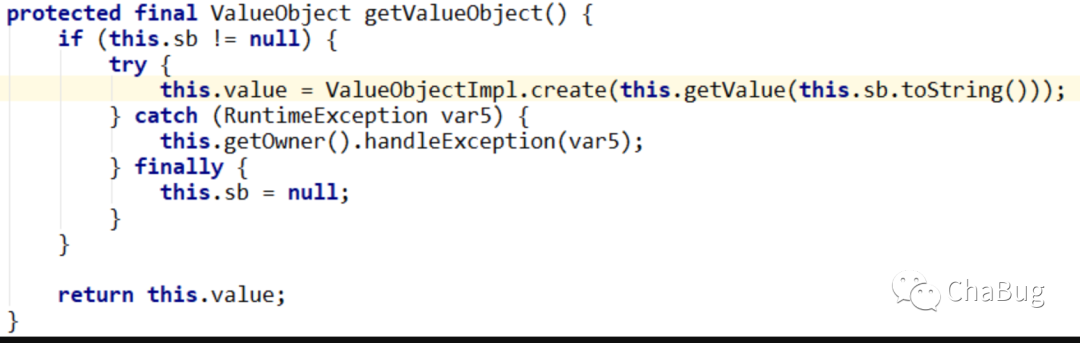 protected final ValueObject getValueObject() {
    if (this.sb != null) {
        try {
            this.value = ValueObjectImpl.create(this.getValue(this.sb.toString()));
        } catch (RuntimeException var5) {
            this.getOwner().handleException(var5);
        } finally {
            this.sb = null;
        }
    }
    return this.value;
}
ChaBug